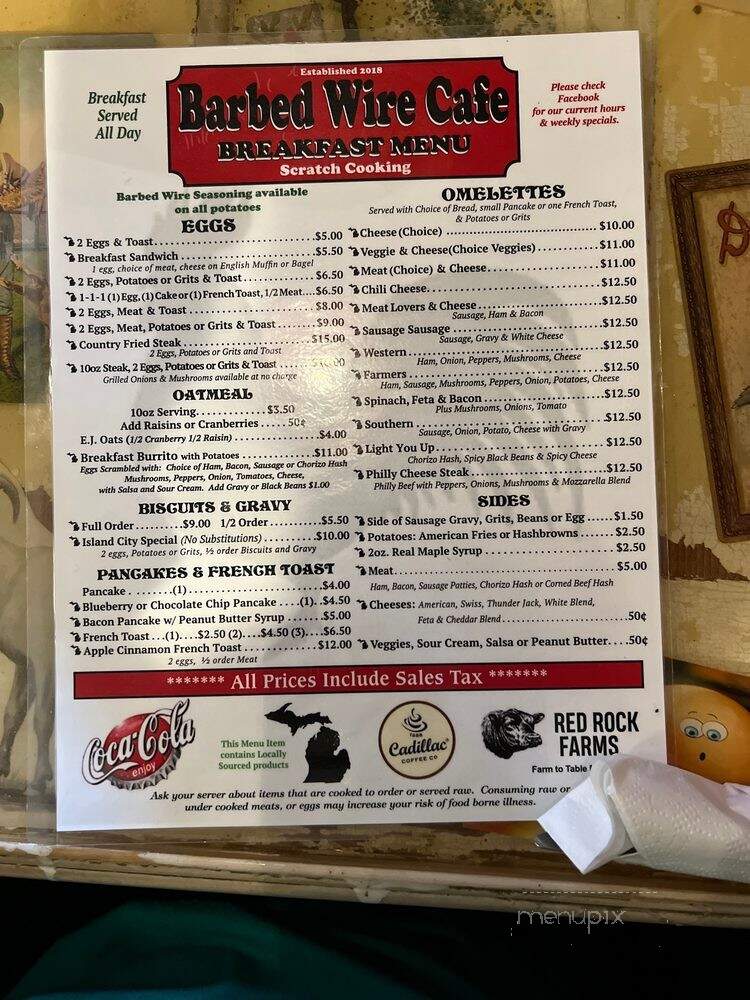 Established 2018
Barbed Wire Cafe
BREAKFAST MENU
Scratch Cooking
Breakfast
Served
All Day
Please check
Facebook
for our current hours
& weekly specials.
Barbed Wire Seasoning available
on all potatoes
EGGS
2 Eggs & Toast.......................$5.00
Breakfast Sandwich.......................$5.50
1 egg, choice of meat, cheese on English Muffin or Bagel
2 Eggs, Potatoes or Grits & Toast.............$6.50
1-1-1 (1) Egg, (1) Cake or (1) French Toast, 1/2 Meat....$6.50
2 Eggs, Meat & Toast.......................$8.00
2 Eggs, Meat, Potatoes or Grits & Toast.......$9.00
Country Fried Steak.......................$15.00
2 Eggs, Potatoes or Grits and Toast
10oz Steak, 2 Eggs, Potatoes or Grits & Toast
Grilled Onions & Mushrooms available at no charge
OATMEAL
10oz Serving............$3.50
Add Raisins or Cranberries.....50¢
E.J. Oats (1/2 Cranberry 1/2 Raisin)...............$4.00
Breakfast Burrito with Potatoes...............$11.00
Eggs Scrambled with: Choice of Ham, Bacon, Sausage or Chorizo Hash
Mushrooms, Peppers, Onion, Tomatoes, Cheese,
with Salsa and Sour Cream. Add Gravy or Black Beans $1.00
BISCUITS & GRAVY
Full Order.........$9.00 1/2 Order...........$5.50
Island City Special (No Substitutions)...........$10.00
2 eggs, Potatoes or Grits, ½ order Biscuits and Gravy
PANCAKES & FRENCH TOAST
Pancake ........(1).......................$4.00
Blueberry or Chocolate Chip Pancake ....(1)..$4.50
Bacon Pancake w/ Peanut Butter Syrup .......$5.00
French Toast...(1)....$2.50 (2)....$4.50 (3)....$6.50
Apple Cinnamon French Toast...............$12.00
2 eggs, ½ order Meat
OMELETTES
Served with Choice of Bread, small Pancake or one French Toast,
& Potatoes or Grits
Cheese (Choice).......................$10.00
Veggie & Cheese (Choice Veggies)...............$11.00
Meat (Choice) & Cheese.......................$11.00
Chili Cheese.......................$12.50
Meat Lovers & Cheese.......................$12.50
Sausage, Ham & Bacon
Sausage Sausage.......................$12.50
Sausage, Gravy & White Cheese
Western.......................$12.50
Ham, Onion, Peppers, Mushrooms, Cheese
Farmers.......................$12.50
Ham, Sausage, Mushrooms, Peppers, Onion, Potatoes, Cheese
Spinach, Feta & Bacon.......................$12.50
Plus Mushrooms, Onions, Tomato
Southern.......................$12.50
Sausage, Onion, Potato, Cheese with Gravy
Light You Up.......................$12.50
Chorizo Hash, Spicy Black Beans & Spicy Cheese
Philly Cheese Steak.......................$12.50
Philly Beef with Peppers, Onions, Mushrooms & Mozzarella Blend
SIDES
Side of Sausage Gravy, Grits, Beans or Egg ......$1.50
Potatoes: American Fries or Hashbrowns ......$2.50
2oz. Real Maple Syrup.......................$2.50
Meat.......................$5.00
Ham, Bacon, Sausage Patties, Chorizo Hash or Corned Beef Hash
Cheeses: American, Swiss, Thunder Jack, White Blend,
Feta & Cheddar Blend.......................50¢
Veggies, Sour Cream, Salsa or Peanut Butter....50¢
******* All Prices Include Sales Tax *******
Coca-Cola
enjoy
This Menu Item
contains Locally
Sourced products
1888
Cadillac
COFFEE CO
RED ROCK
FARMS
Farm to Table
Ask your server about items that are cooked to order or served raw. Consuming raw or
under cooked meats, or eggs may increase your risk of food borne illness.
menupix